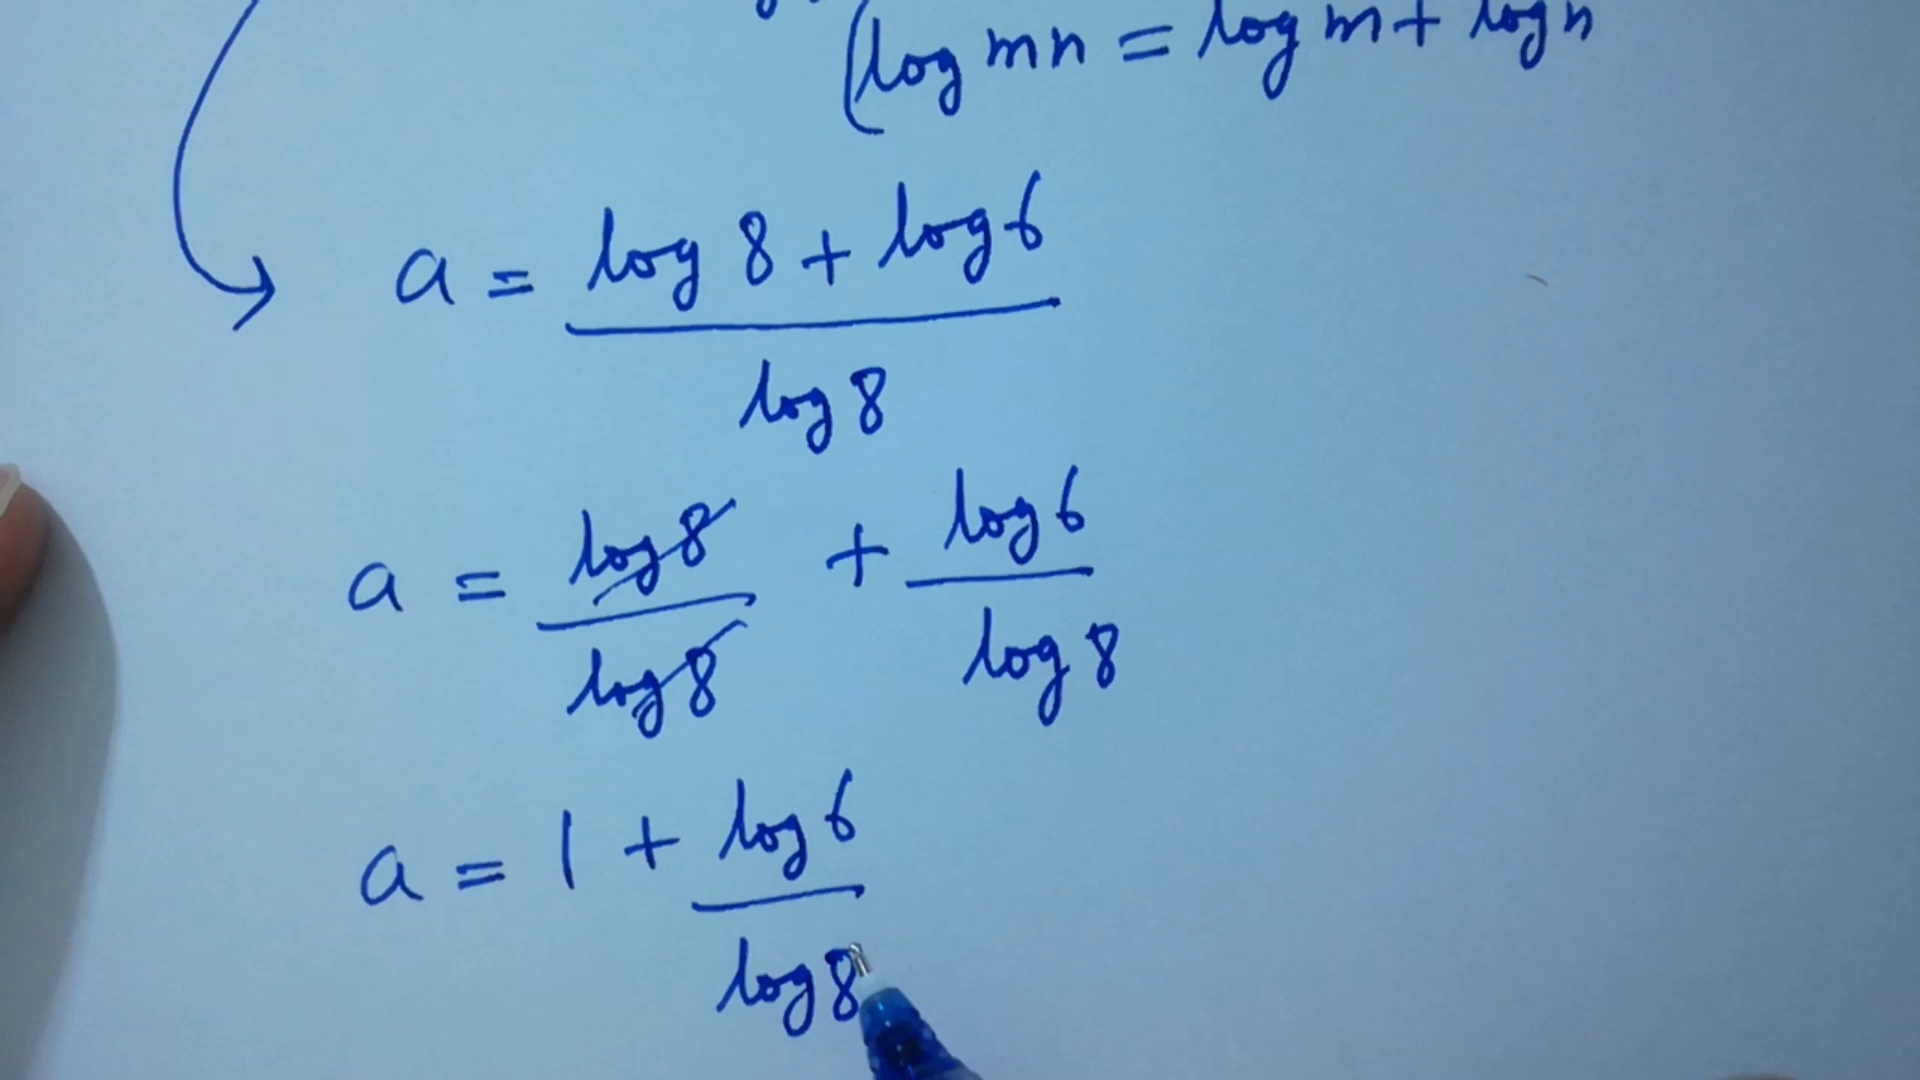 (log mn = log m + log n
a = (log 8 + log 6) / log 8
a = log 8 / log 8 + log 6 / log 8
a = 1 + log 6 / log 8